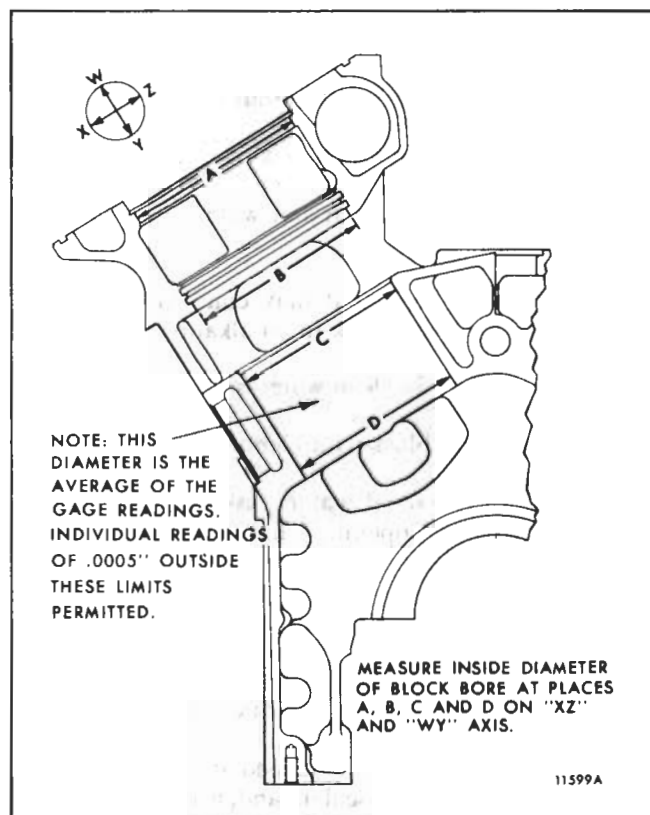 W
Z
X
Y
A
B
C
D
NOTE: THIS
DIAMETER IS THE
AVERAGE OF THE
GAGE READINGS.
INDIVIDUAL READINGS
OF .0005" OUTSIDE
THESE LIMITS
PERMITTED.
MEASURE INSIDE DIAMETER
OF BLOCK BORE AT PLACES
A, B, C AND D ON "XZ"
AND "WY" AXIS.
11599A